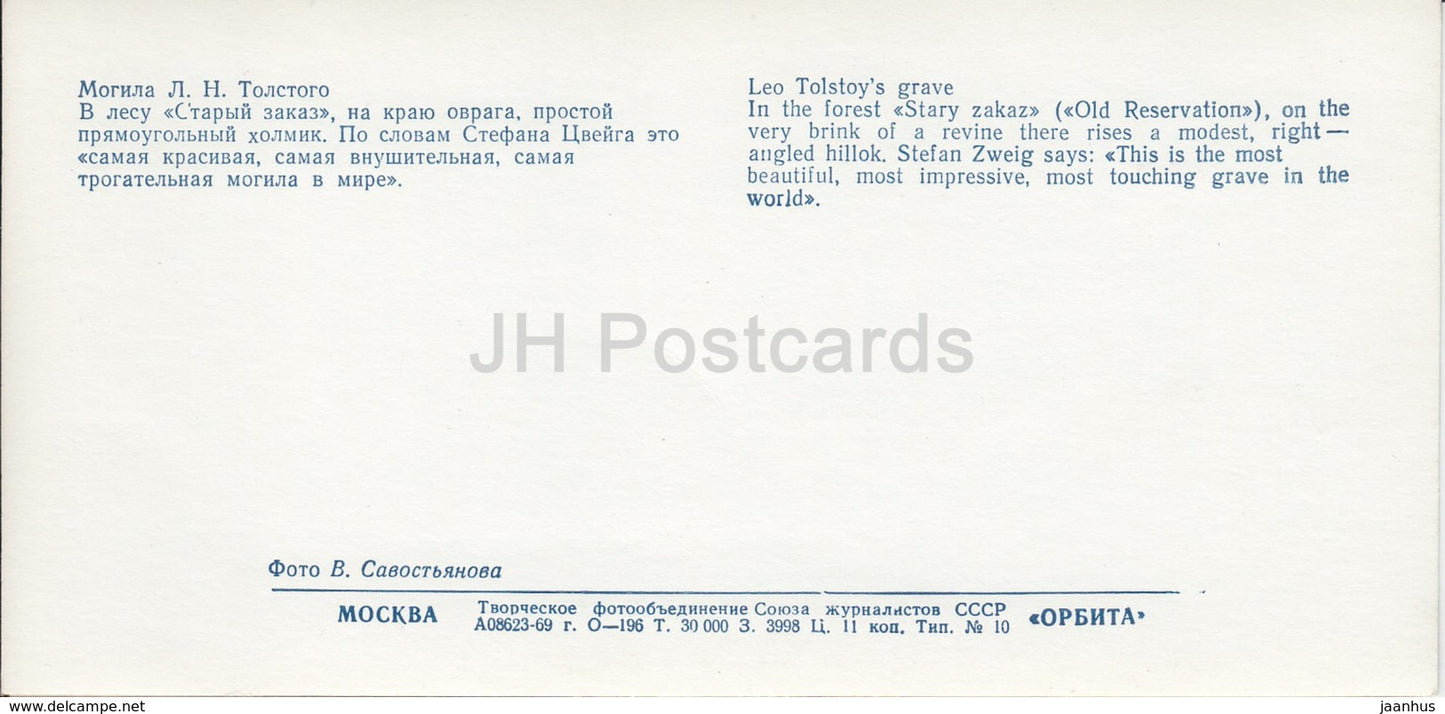 Могила Л. Н. Толстого
В лесу «Старый заказ», на краю оврага, простой
прямоугольный холмик. По словам Стефана Цвейга это
«самая красивая, самая внушительная, самая
трогательная могила в мире».
Leo Tolstoy's grave
In the forest «Stary zakaz» («Old Reservation»), on the
very brink of a revine there rises a modest, right—
angled hillok. Stefan Zweig says: «This is the most
beautiful, most impressive, most touching grave in the
world».
JH Postcards
Фото В. Савостьянова
МОСКВА
Творческое фотообъединение Союза журналистов СССР
А08623-69 г. О—196 Т. 30 000 З. 3998 Ц. 11 коп. Тип. № 10
«ОРБИТА»
www.delcampe.net
jaanhus